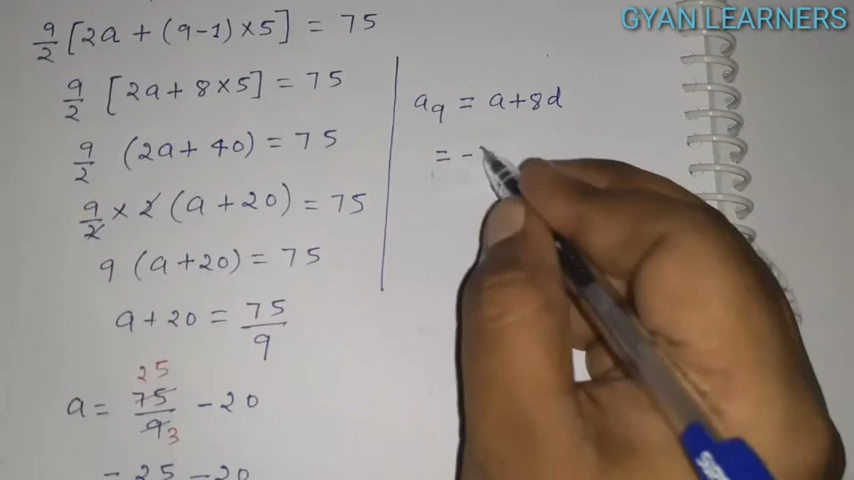 GYAN LEARNERS
9/2 [2a + (9-1) × 5] = 75
9/2 [2a + 8×5] = 75
9/2 (2a + 40) = 75
9/2 × 2 (a + 20) = 75
9 (a + 20) = 75
a + 20 = 75/9
25
a = 75/9 - 20
3
= 25 - 20
a9 = a + 8d
= -